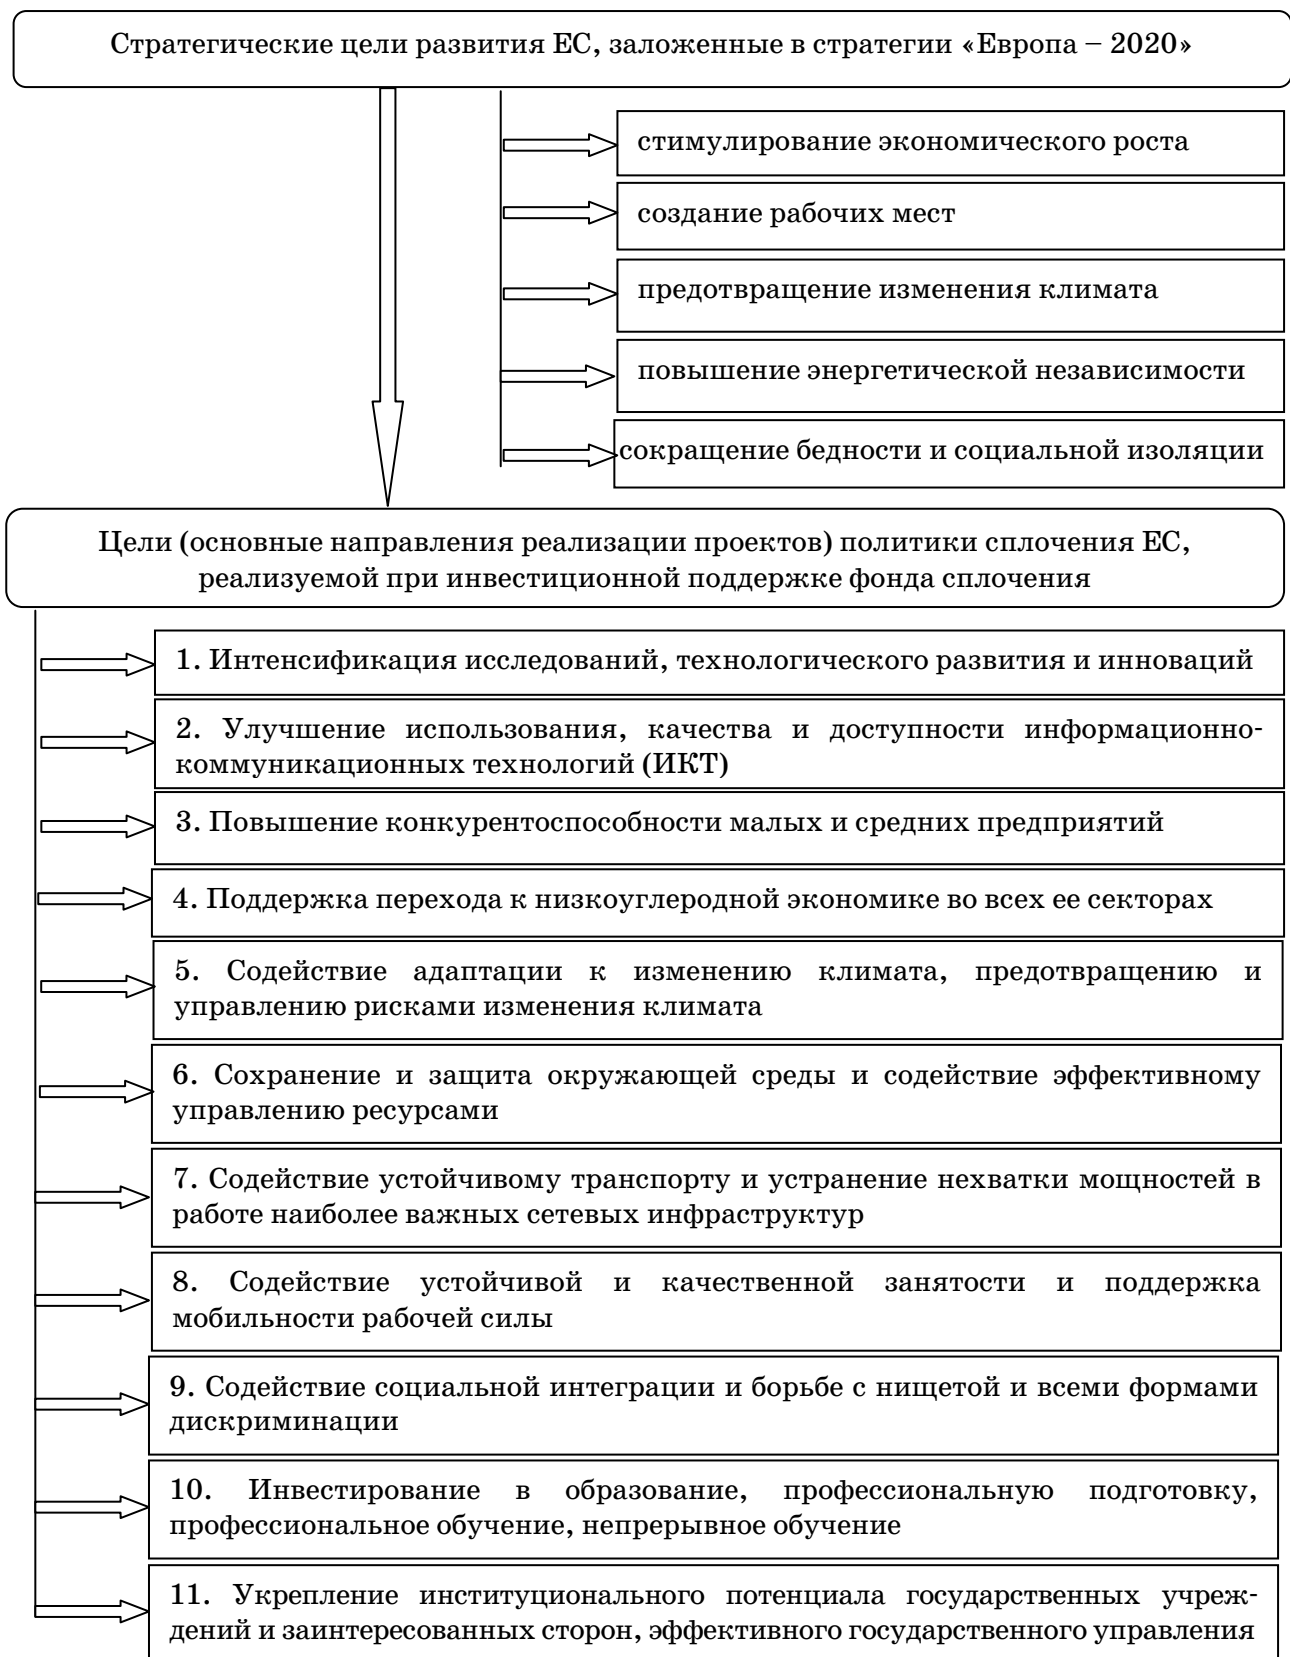 Стратегические цели развития ЕС, заложенные в стратегии «Европа – 2020»
стимулирование экономического роста
создание рабочих мест
предотвращение изменения климата
повышение энергетической независимости
сокращение бедности и социальной изоляции
Цели (основные направления реализации проектов) политики сплочения ЕС,
реализуемой при инвестиционной поддержке фонда сплочения
1. Интенсификация исследований, технологического развития и инноваций
2. Улучшение использования, качества и доступности информационно-
коммуникационных технологий (ИКТ)
3. Повышение конкурентоспособности малых и средних предприятий
4. Поддержка перехода к низкоуглеродной экономике во всех ее секторах
5. Содействие адаптации к изменению климата, предотвращению и
управлению рисками изменения климата
6. Сохранение и защита окружающей среды и содействие эффективному
управлению ресурсами
7. Содействие устойчивому транспорту и устранение нехватки мощностей в
работе наиболее важных сетевых инфраструктур
8. Содействие устойчивой и качественной занятости и поддержка
мобильности рабочей силы
9. Содействие социальной интеграции и борьбе с нищетой и всеми формами
дискриминации
10. Инвестирование в образование, профессиональную подготовку,
профессиональное обучение, непрерывное обучение
11. Укрепление институционального потенциала государственных учреж-
дений и заинтересованных сторон, эффективного государственного управления